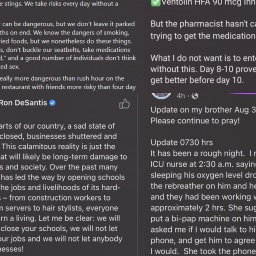 e stings. We take risks every day without a
can be dangerous, but we don't leave it parked
ths on end. We know the dangers of smoking,
ried foods, but we nonetheless do these things.
s, don't buckle our seatbelts, take medications
," and a good number of individuals don't think
ed sex.
eally more dangerous than rush hour on the
restaurant with friends more risky than four day
Ron DeSantis
arts of our country, a sad state of
closed, businesses shuttered and
This calamitous reality is just the
at will likely be long-term damage to
s and society. Over the past many
has led the way by opening schools
the jobs and livelihoods of its hard-
– from construction workers to
m servers to hair stylists, everyone
rn a living. Let me be clear: we will
close your schools, we will not let
our jobs and we will not let anybody
inesses!
Ventolin HFA 90 mcg Inh
But the pharmacist hasn't ca
trying to get the medication
What I do not want is to ent
without this. Day 8-10 prove
get better before day 10.
4h
Update on my brother Aug 3
Please continue to pray!
Update 0730 hrs
It has been a rough night. I r
ICU nurse at 2:30 a.m. sayin
sleeping his oxygen level dro
the rebreather on him and he
and they had been working w
approximately 2 hrs. She sug
put a bi-pap machine on him
asked me if I would talk to hi
phone, and get him to agree
I would. She took the phone